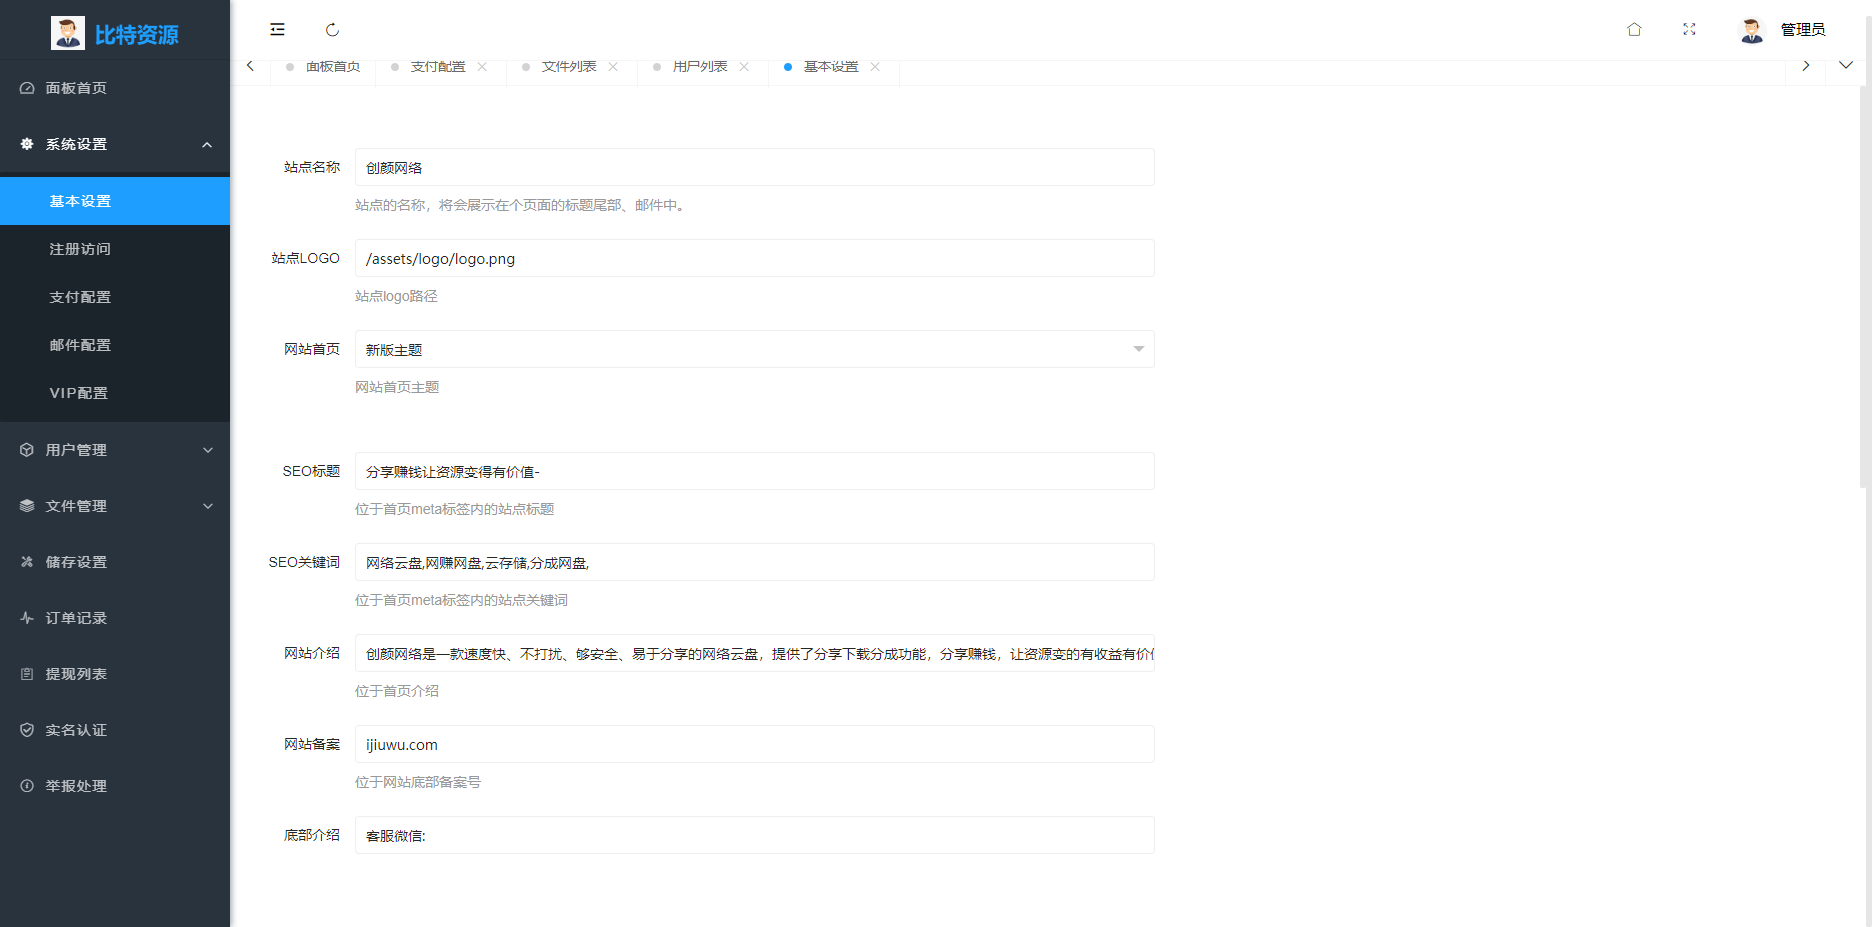 比特资源
管理员
面板首页 支付配置 文件列表 用户列表 基本设置
面板首页
系统设置
基本设置
注册访问
支付配置
邮件配置
VIP配置
用户管理
文件管理
储存设置
订单记录
提现列表
实名认证
举报处理
站点名称 创颜网络
站点的名称，将会展示在个页面的标题尾部、邮件中。
站点LOGO /assets/logo/logo.png
站点logo路径
网站首页 新版主题
网站首页主题
SEO标题 分享赚钱让资源变得有价值-
位于首页meta标签内的站点标题
SEO关键词 网络云盘,网赚网盘,云存储,分成网盘,
位于首页meta标签内的站点关键词
网站介绍 创颜网络是一款速度快、不打扰、够安全、易于分享的网络云盘，提供了分享下载分成功能，分享赚钱，让资源变的有收益有价
位于首页介绍
网站备案 ijiuwu.com
位于网站底部备案号
底部介绍 客服微信: